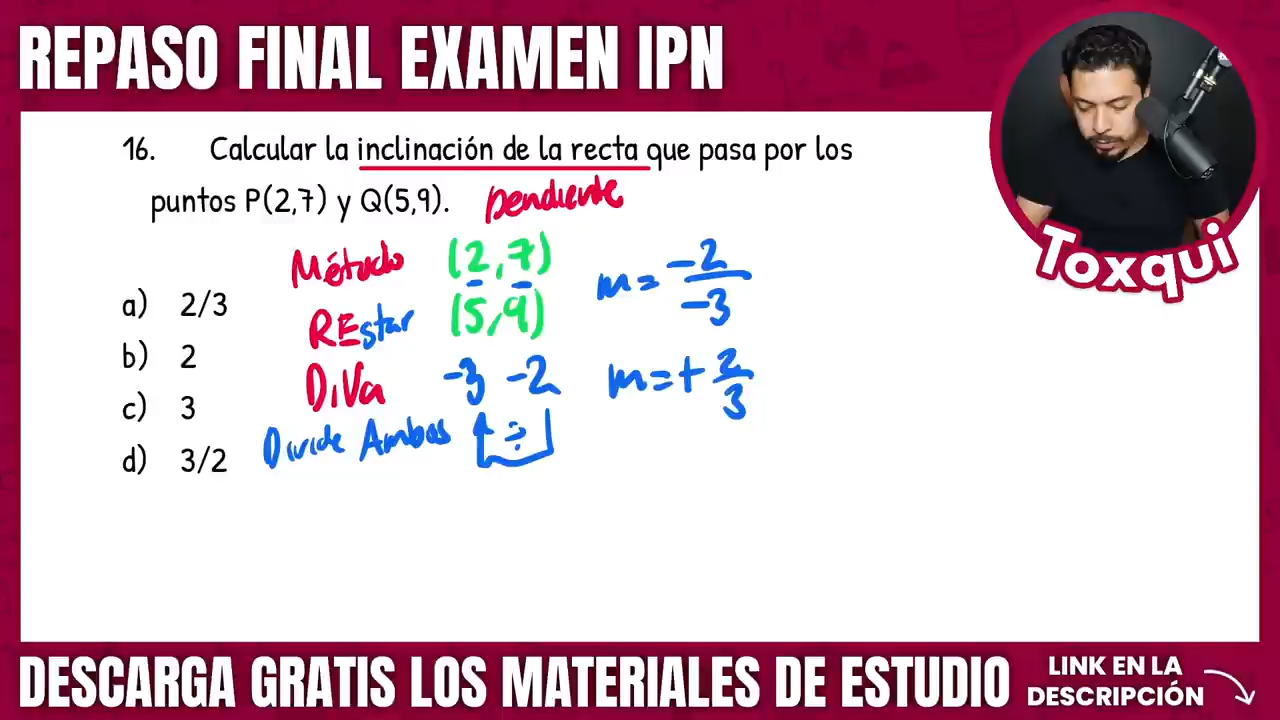 REPASO FINAL EXAMEN IPN
Toxqui
16. Calcular la inclinación de la recta que pasa por los
puntos P(2,7) y Q(5,9).
pendiente
a) 2/3
b) 2
c) 3
d) 3/2
Método
REstar
DiVa
Divide Ambos
(2,7)
(5,9)
-3 -2
÷
m = -2/-3
m = + 2/3
DESCARGA GRATIS LOS MATERIALES DE ESTUDIO
LINK EN LA
DESCRIPCIÓN